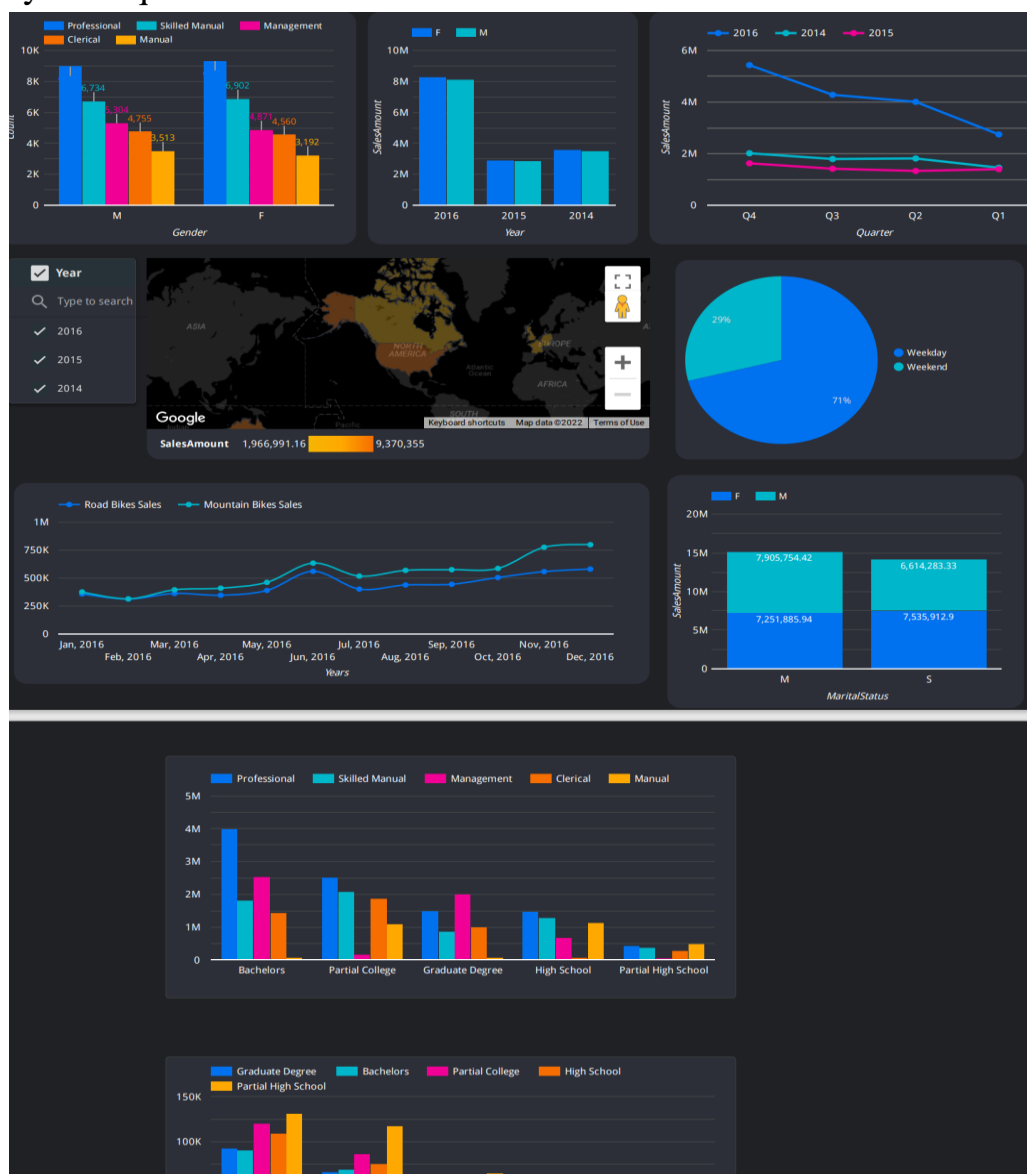 Professional Skilled Manual Management
Clerical Manual
10K
8K
6K
4K
2K
0
6,734
5,304
4,755
3,513
6,902
4,871
4,560
3,192
M F
Gender
F M
10M
8M
6M
4M
2M
0
SalesAmount
2016 2015 2014
Year
2016 2014 2015
6M
4M
2M
0
SalesAmount
Q4 Q3 Q2 Q1
Quarter
Year
Type to search
2016
2015
2014
ASIA
NORTH
AMERICA
Atlantic
Ocean
EUROPE
AFRICA
SOUTH
Pacific
Google
Keyboard shortcuts Map data ©2022 Terms of Use
SalesAmount 1,966,991.16 9,370,355
29%
71%
Weekday
Weekend
Road Bikes Sales Mountain Bikes Sales
1M
750K
500K
250K
0
Jan, 2016 Mar, 2016 May, 2016 Jul, 2016 Sep, 2016 Nov, 2016
Feb, 2016 Apr, 2016 Jun, 2016 Aug, 2016 Oct, 2016 Dec, 2016
Years
F M
20M
15M
10M
5M
0
SalesAmount
7,905,754.42
7,251,885.94
6,614,283.33
7,535,912.9
M S
MaritalStatus
Professional Skilled Manual Management Clerical Manual
5M
4M
3M
2M
1M
0
Bachelors Partial College Graduate Degree High School Partial High School
Graduate Degree Bachelors Partial College High School
Partial High School
150K
100K